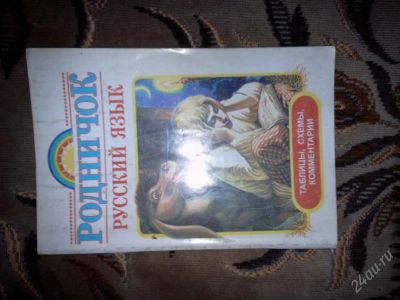 РОДНИЧОК
РУССКИЙ ЯЗЫК
ТАБЛИЦЫ, СХЕМЫ,
КОММЕНТАРИИ
24au.ru